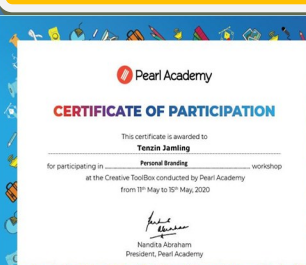 Pearl Academy
CERTIFICATE OF PARTICIPATION
This certificate is awarded to
Tenzin Jamling
for participating in Personal Branding workshop
at the Creative ToolBox conducted by Pearl Academy
from 11th May to 15th May, 2020
Nandita Abraham
President, Pearl Academy